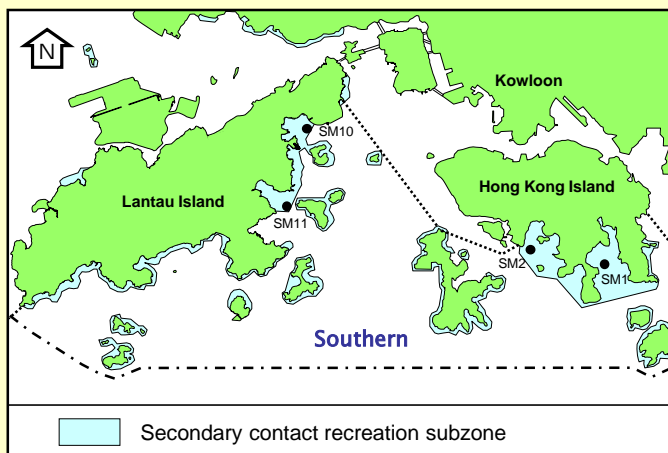 N
Kowloon
SM10
Lantau Island
Hong Kong Island
SM11
SM2
SM1
Southern
Secondary contact recreation subzone